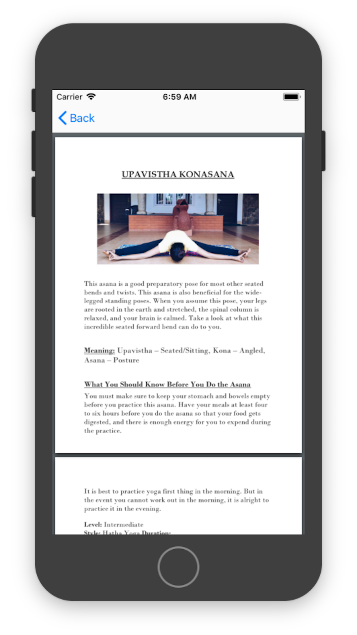 Carrier 6:59 AM
Back
UPAVISTHA KONASANA
This asana is a good preparatory pose for most other seated
bends and twists. This asana is also beneficial for the wide-
legged standing poses. When you assume this pose, your legs
are rooted in the earth and stretched, the spinal column is
relaxed, and your brain is calmed. Take a look at what this
incredible seated forward bend can do to you.
Meaning: Upavistha – Seated/Sitting, Kona – Angled,
Asana – Posture
What You Should Know Before You Do the Asana
You must make sure to keep your stomach and bowels empty
before you practice this asana. Have your meals at least four
to six hours before you do the asana so that your food gets
digested, and there is enough energy for you to expend during
the practice.
It is best to practice yoga first thing in the morning. But in
the event you cannot work out in the morning, it is alright to
practice it in the evening.
Level: Intermediate
Style: Hatha Yoga Duration: